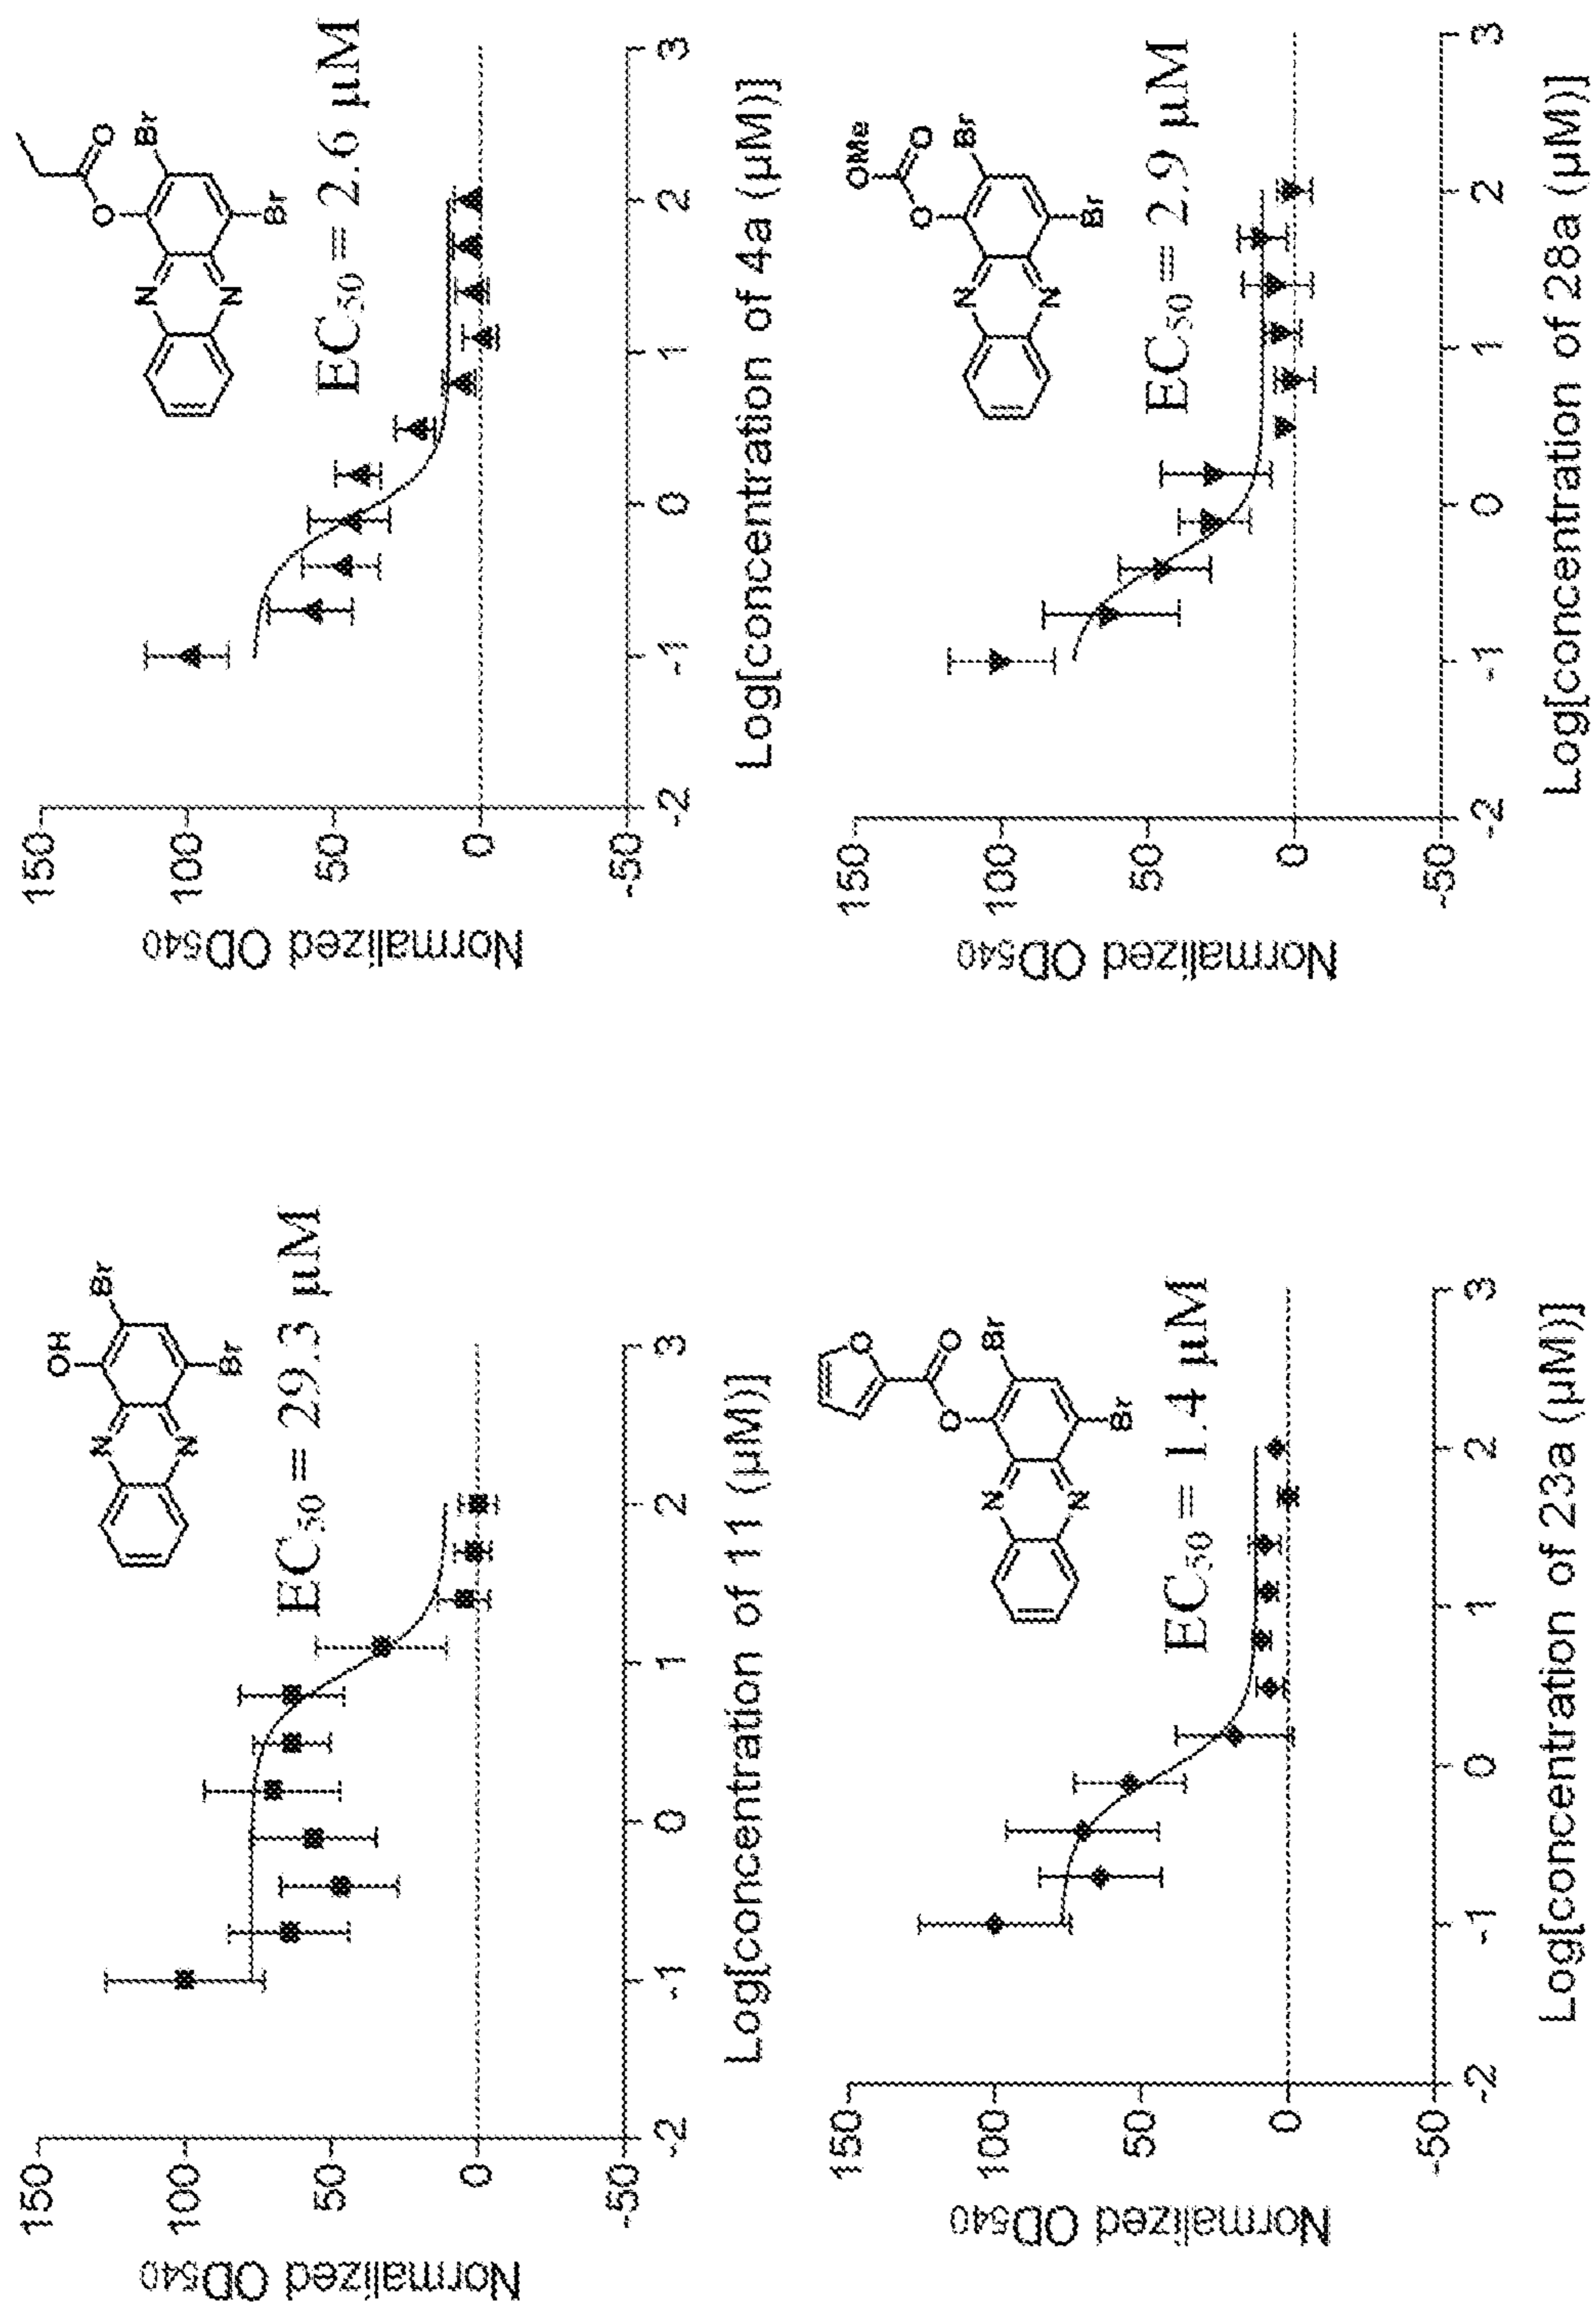 150
100
50
0
-50
-2
-1
0
1
2
3
Normalized OD540
Log[concentration of 11 (µM)]
OH
Br
Br
N
N
EC50 = 29.3 µM
150
100
50
0
-50
-2
-1
0
1
2
3
Normalized OD540
Log[concentration of 4a (µM)]
O
O
Br
Br
N
N
EC50 = 2.6 µM
150
100
50
0
-50
-2
-1
0
1
2
3
Normalized OD540
Log[concentration of 23a (µM)]
O
O
O
Br
Br
N
N
EC50 = 1.4 µM
150
100
50
0
-50
-2
-1
0
1
2
3
Normalized OD540
Log[concentration of 28a (µM)]
OMe
O
O
Br
Br
N
N
EC50 = 2.9 µM